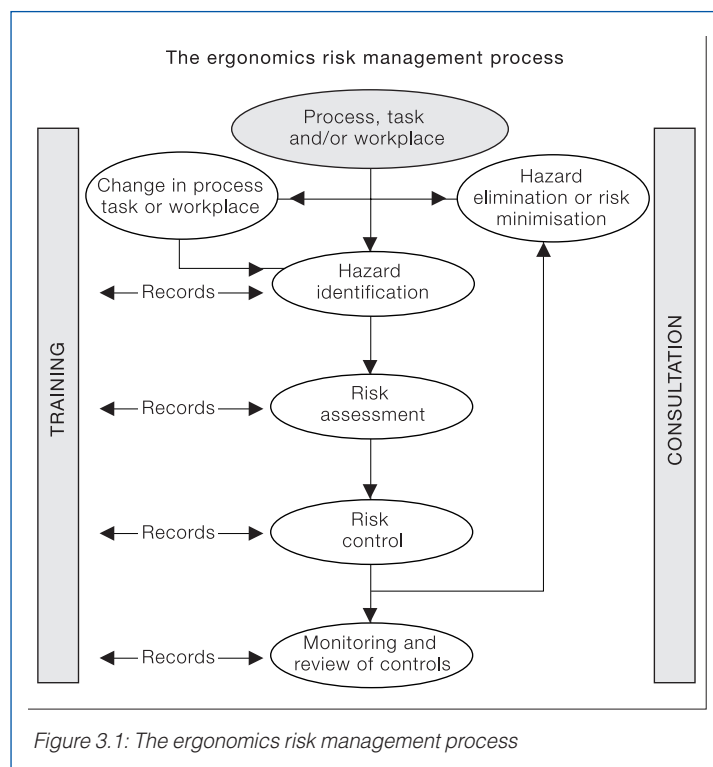 The ergonomics risk management process
Process, task
and/or workplace
Change in process
task or workplace
Hazard
elimination or risk
minimisation
Hazard
identification
Records
Risk
assessment
Records
Risk
control
Records
Monitoring and
review of controls
Records
TRAINING
CONSULTATION
Figure 3.1: The ergonomics risk management process